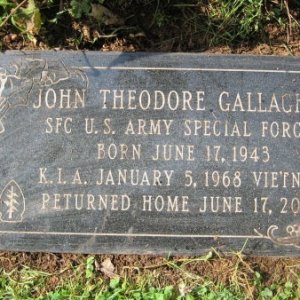 JOHN THEODORE GALLAGH
SFC U.S. ARMY SPECIAL FORC
BORN JUNE 17, 1943
K.I.A. JANUARY 5, 1968 VIETN
RETURNED HOME JUNE 17, 20